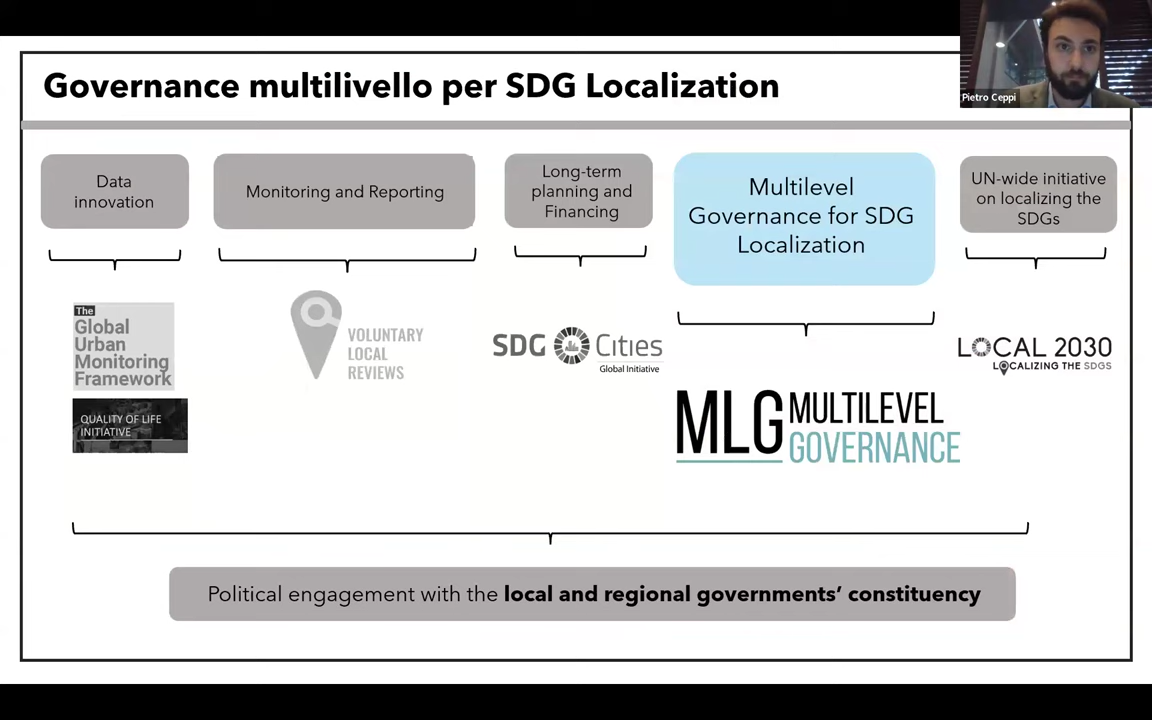 Governance multilivello per SDG Localization
Pietro Ceppi
Data
innovation
Monitoring and Reporting
Long-term
planning and
Financing
Multilevel
Governance for SDG
Localization
UN-wide initiative
on localizing the
SDGs
The
Global
Urban
Monitoring
Framework
QUALITY OF LIFE
INITIATIVE
VOLUNTARY
LOCAL
REVIEWS
SDG Cities
Global Initiative
MLG MULTILEVEL
GOVERNANCE
LOCAL 2030
LOCALIZING THE SDGS
Political engagement with the local and regional governments' constituency